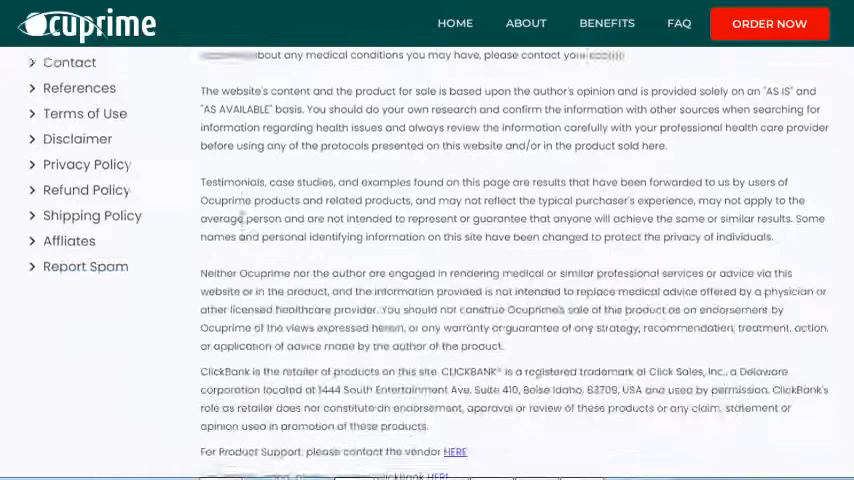 Ocuprime
HOME
ABOUT
BENEFITS
FAQ
ORDER NOW
Contact
References
Terms of Use
Disclaimer
Privacy Policy
Refund Policy
Shipping Policy
Affliates
Report Spam
about any medical conditions you may have, please contact
The website's content and the product for sale is based upon the author's opinion and is provided solely on an "AS IS" and
"AS AVAILABLE" basis. You should do your own research and confirm the information with other sources when searching for
information regarding health issues and always review the information carefully with your professional health care provider
before using any of the protocols presented on this website and/or in the product sold here.
Testimonials, case studies, and examples found on this page are results that have been forwarded to us by users of
Ocuprime products and related products, and may not reflect the typical purchaser's experience, may not apply to the
average person and are not intended to represent or guarantee that anyone will achieve the same or similar results. Some
names and personal identifying information on this site have been changed to protect the privacy of individuals.
Neither Ocuprime nor the author are engaged in rendering medical or similar professional services or advice via this
website or in the product, and the information provided is not intended to replace medical advice offered by a physician or
other licensed healthcare provider. You should not construe Ocuprime's sale of this product as an endorsement by
Ocuprime of the views expressed herein, or any warranty or guarantee of any strategy, recommendation, treatment, action,
or application of advice made by the author of the product.
ClickBank is the retailer of products on this site. CLICKBANK® is a registered trademark of Click Sales, Inc., a Delaware
corporation located at 1444 South Entertainment Ave. Suite 410, Boise Idaho, 83709, USA and used by permission. ClickBank's
role as retailer does not constitute an endorsement, approval or review of these products or any claim, statement or
opinion used in promotion of these products.
For Product Support, please contact the vendor HERE
ClickBank HERE